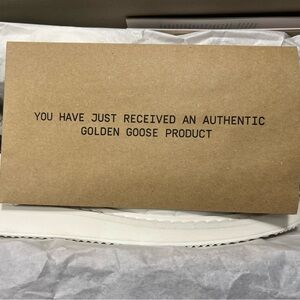 YOU HAVE JUST RECEIVED AN AUTHENTIC
GOLDEN GOOSE PRODUCT